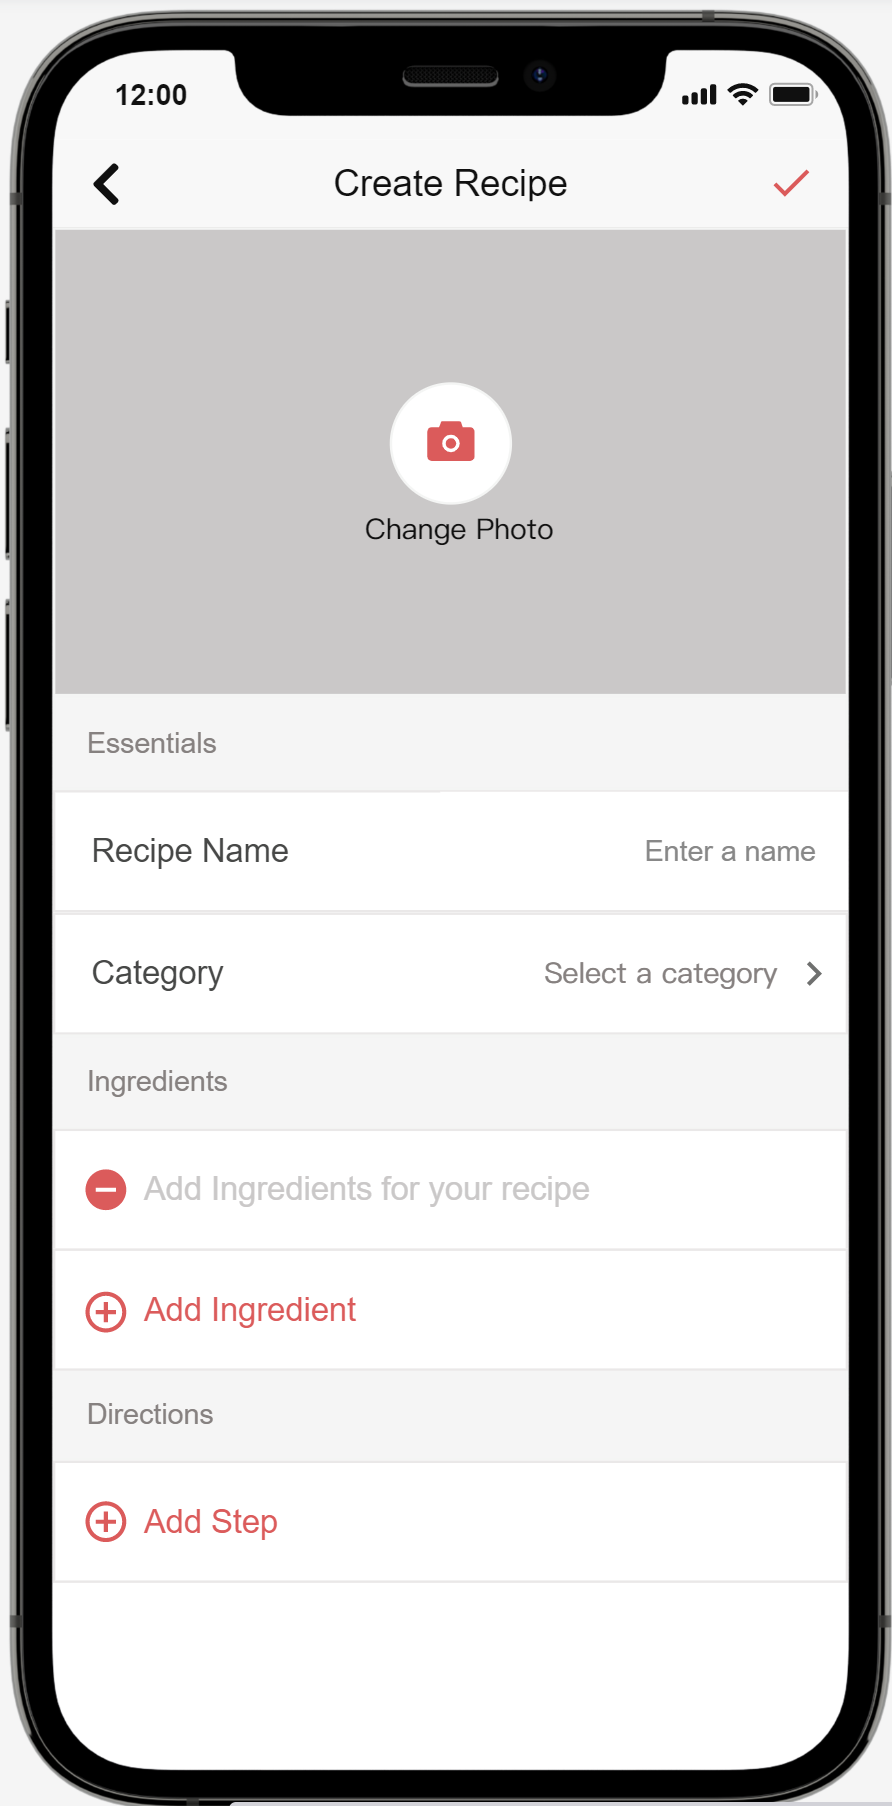 12:00
Create Recipe
Change Photo
Essentials
Recipe Name Enter a name
Category Select a category
Ingredients
Add Ingredients for your recipe
Add Ingredient
Directions
Add Step